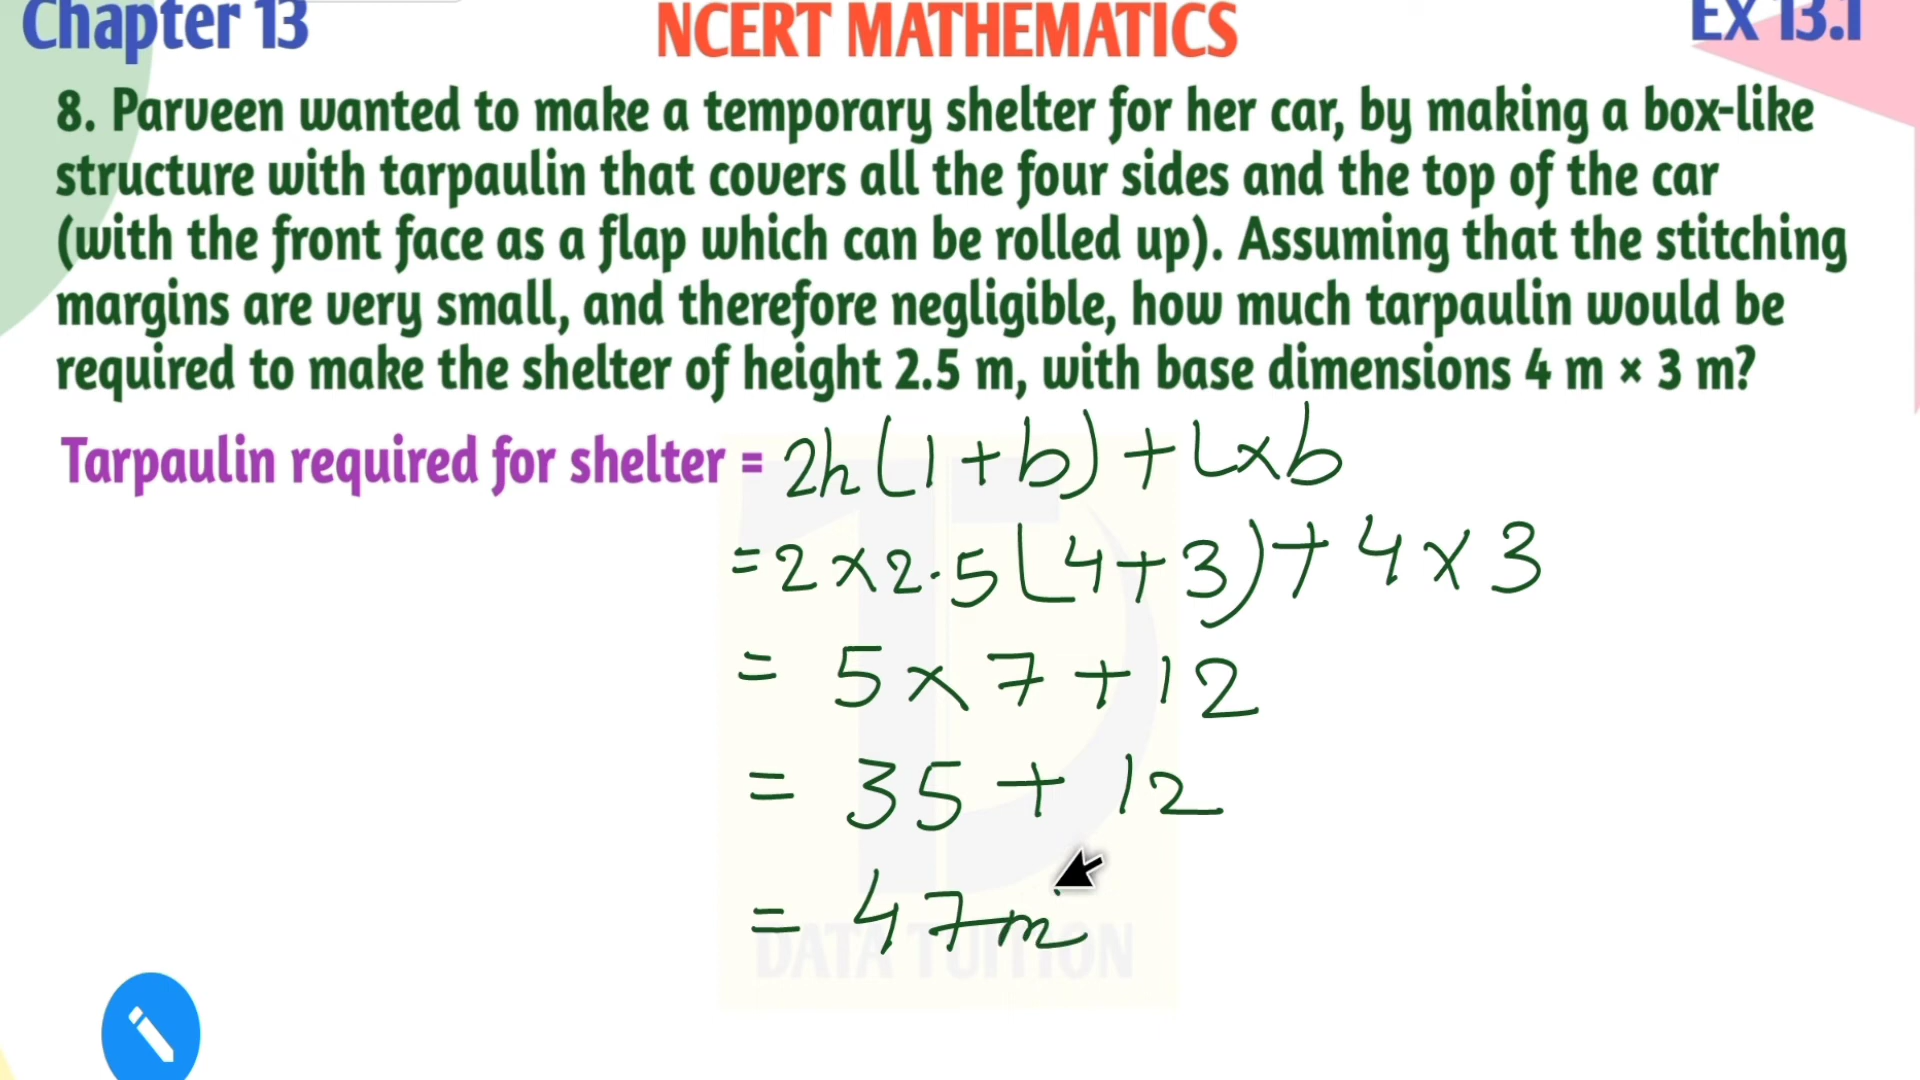 Chapter 13 NCERT MATHEMATICS EX 13.1
8. Parveen wanted to make a temporary shelter for her car, by making a box-like
structure with tarpaulin that covers all the four sides and the top of the car
(with the front face as a flap which can be rolled up). Assuming that the stitching
margins are very small, and therefore negligible, how much tarpaulin would be
required to make the shelter of height 2.5 m, with base dimensions 4 m × 3 m?
Tarpaulin required for shelter = 2h(l+b)+l×b
=2×2.5(4+3)+4×3
= 5×7+12
= 35+12
= 47m
DATA TUITION